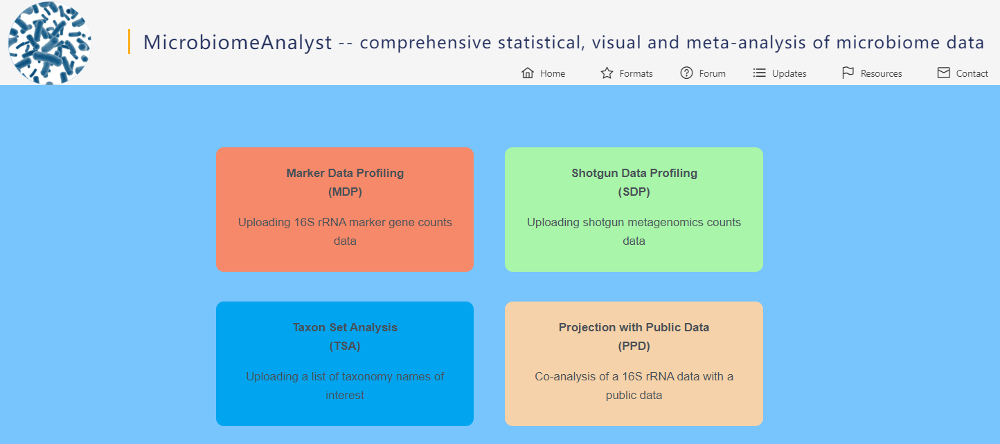 MicrobiomeAnalyst -- comprehensive statistical, visual and meta-analysis of microbiome data
Home Formats Forum Updates Resources Contact
Marker Data Profiling
(MDP)
Uploading 16S rRNA marker gene counts
data
Shotgun Data Profiling
(SDP)
Uploading shotgun metagenomics counts
data
Taxon Set Analysis
(TSA)
Uploading a list of taxonomy names of
interest
Projection with Public Data
(PPD)
Co-analysis of a 16S rRNA data with a
public data